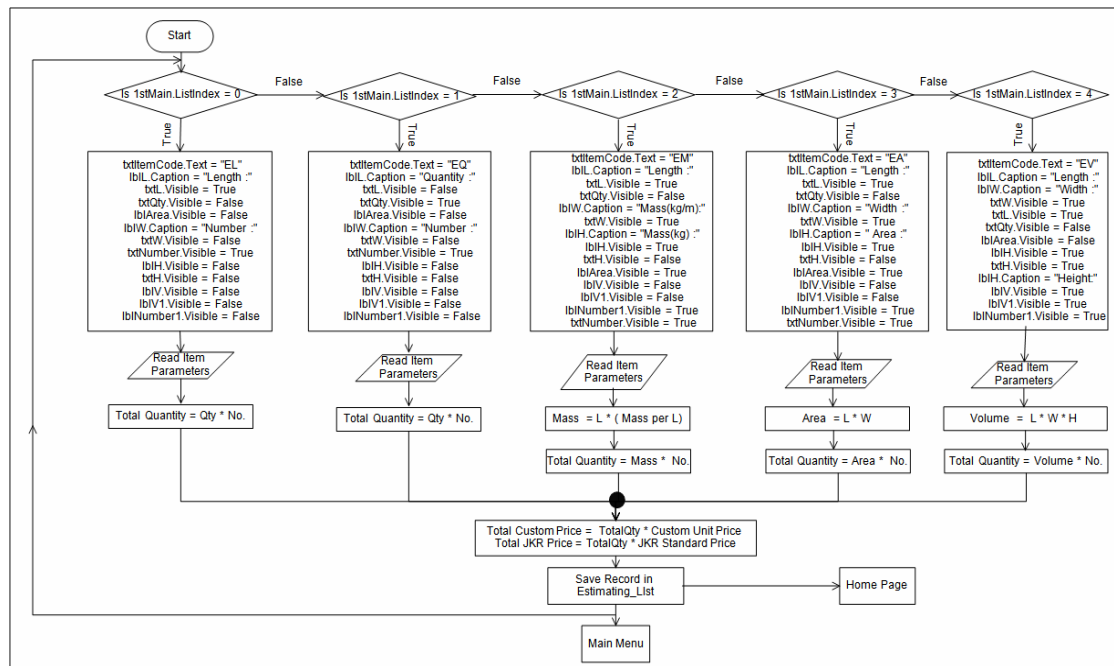 Start
Is 1stMain.ListIndex = 0
False
Is 1stMain.ListIndex = 1
False
Is 1stMain.ListIndex = 2
False
Is 1stMain.ListIndex = 3
False
Is 1stMain.ListIndex = 4
True
True
True
True
True
txtItemCode.Text = "EL"
lblL.Caption = "Length :"
txtL.Visible = True
txtQty.Visible = False
lblArea.Visible = False
lblW.Caption = "Number :"
txtW.Visible = False
txtNumber.Visible = True
lblH.Visible = False
txtH.Visible = False
lblV.Visible = False
lblV1.Visible = False
lblNumber1.Visible = False
txtItemCode.Text = "EQ"
lblL.Caption = "Quantity :"
txtL.Visible = False
txtQty.Visible = True
lblArea.Visible = False
lblW.Caption = "Number :"
txtW.Visible = False
txtNumber.Visible = True
lblH.Visible = False
txtH.Visible = False
lblV.Visible = False
lblV1.Visible = False
lblNumber1.Visible = False
txtItemCode.Text = "EM"
lblL.Caption = "Length :"
txtL.Visible = True
txtQty.Visible = False
lblW.Caption = "Mass(kg/m):"
txtW.Visible = True
lblH.Caption = "Mass(kg) :"
lblH.Visible = True
txtH.Visible = False
lblArea.Visible = True
lblV.Visible = False
lblV1.Visible = False
lblNumber1.Visible = True
txtNumber.Visible = True
txtItemCode.Text = "EA"
lblL.Caption = "Length :"
txtL.Visible = True
txtQty.Visible = False
lblW.Caption = "Width :"
txtW.Visible = True
lblH.Caption = " Area :"
lblH.Visible = True
txtH.Visible = False
lblArea.Visible = True
lblV.Visible = False
lblV1.Visible = False
lblNumber1.Visible = True
txtNumber.Visible = True
txtItemCode.Text = "EV"
lblL.Caption = "Length :"
lblW.Caption = "Width :"
txtW.Visible = True
txtL.Visible = True
txtQty.Visible = False
lblArea.Visible = False
lblH.Visible = True
txtH.Visible = True
lblH.Caption = "Height:"
lblV.Visible = True
lblV1.Visible = True
lblNumber1.Visible = True
Read Item
Parameters
Read Item
Parameters
Read Item
Parameters
Read Item
Parameters
Read Item
Parameters
Total Quantity = Qty * No.
Total Quantity = Qty * No.
Mass = L * ( Mass per L)
Area = L * W
Volume = L * W * H
Total Quantity = Mass * No.
Total Quantity = Area * No.
Total Quantity = Volume * No.
Total Custom Price = TotalQty * Custom Unit Price
Total JKR Price = TotalQty * JKR Standard Price
Save Record in
Estimating_LIst
Home Page
Main Menu